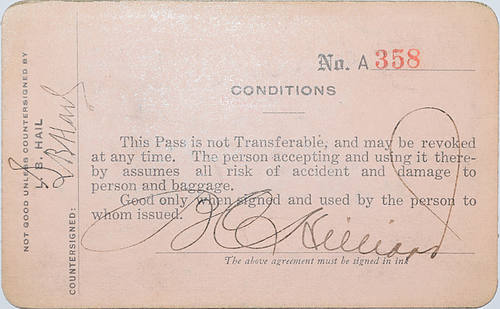 No. A 358
CONDITIONS
This Pass is not Transferable, and may be revoked
at any time. The person accepting and using it there-
by assumes all risk of accident and damage to
person and baggage.
Good only when signed and used by the person to
whom issued.
The above agreement must be signed in ink
NOT GOOD UNLESS COUNTERSIGNED BY
L. B. HAIL
LBHail
COUNTERSIGNED: